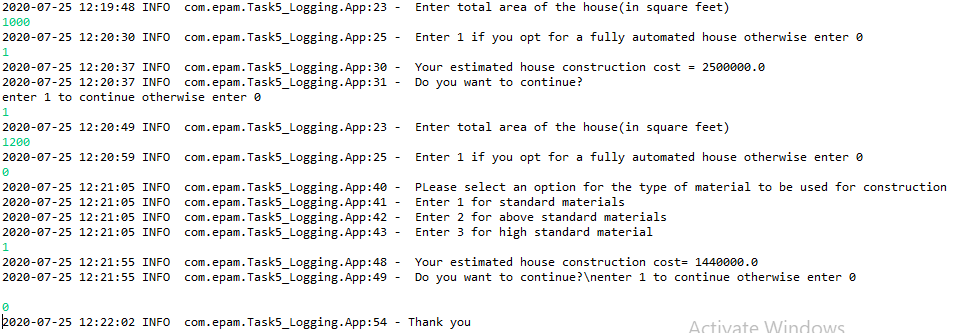 2020-07-25 12:19:48 INFO  com.epam.Task5_Logging.App:23 -  Enter total area of the house(in square feet)
1000
2020-07-25 12:20:30 INFO  com.epam.Task5_Logging.App:25 -  Enter 1 if you opt for a fully automated house otherwise enter 0
1
2020-07-25 12:20:37 INFO  com.epam.Task5_Logging.App:30 -  Your estimated house construction cost = 2500000.0
2020-07-25 12:20:37 INFO  com.epam.Task5_Logging.App:31 -  Do you want to continue?
enter 1 to continue otherwise enter 0
1
2020-07-25 12:20:49 INFO  com.epam.Task5_Logging.App:23 -  Enter total area of the house(in square feet)
1200
2020-07-25 12:20:59 INFO  com.epam.Task5_Logging.App:25 -  Enter 1 if you opt for a fully automated house otherwise enter 0
0
2020-07-25 12:21:05 INFO  com.epam.Task5_Logging.App:40 -  PLease select an option for the type of material to be used for construction
2020-07-25 12:21:05 INFO  com.epam.Task5_Logging.App:41 -  Enter 1 for standard materials
2020-07-25 12:21:05 INFO  com.epam.Task5_Logging.App:42 -  Enter 2 for above standard materials
2020-07-25 12:21:05 INFO  com.epam.Task5_Logging.App:43 -  Enter 3 for high standard material
1
2020-07-25 12:21:55 INFO  com.epam.Task5_Logging.App:48 -  Your estimated house construction cost= 1440000.0
2020-07-25 12:21:55 INFO  com.epam.Task5_Logging.App:49 -  Do you want to continue?\nenter 1 to continue otherwise enter 0
0
2020-07-25 12:22:02 INFO  com.epam.Task5_Logging.App:54 - Thank you
Activate Windows